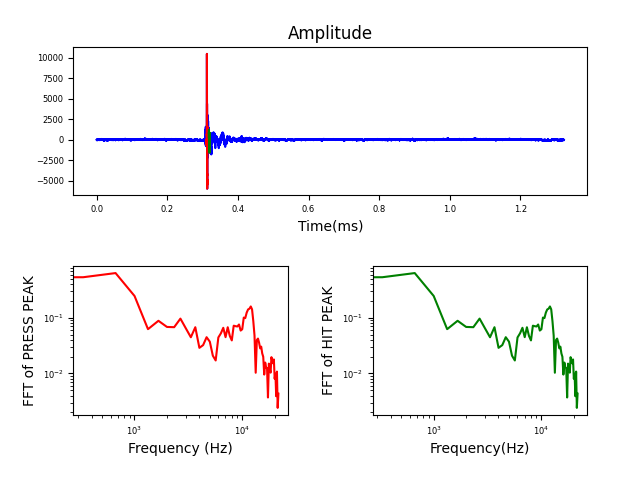 Amplitude
10000
7500
5000
2500
0
−2500
−5000
0.0 0.2 0.4 0.6 0.8 1.0 1.2
Time(ms)
FFT of PRESS PEAK
10⁻¹
10⁻²
10³ 10⁴
Frequency (Hz)
FFT of HIT PEAK
10⁻¹
10⁻²
10³ 10⁴
Frequency(Hz)